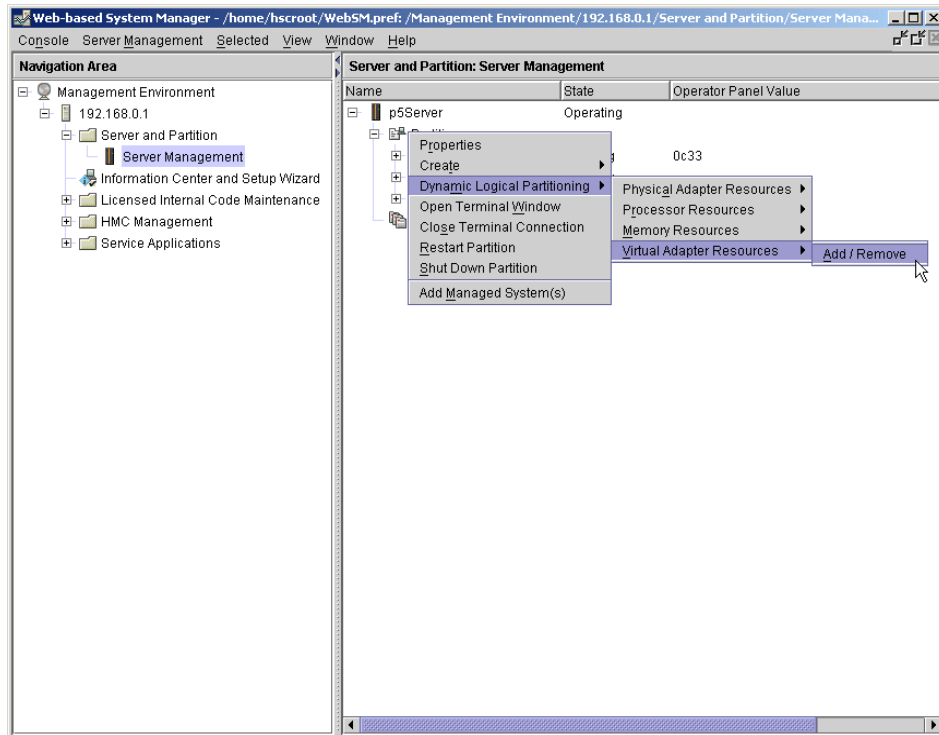 Web-based System Manager - /home/hscroot/WebSM.pref: /Management Environment/192.168.0.1/Server and Partition/Server Mana...
Console Server Management Selected View Window Help
Navigation Area
Server and Partition: Server Management
Management Environment
192.168.0.1
Server and Partition
Server Management
Information Center and Setup Wizard
Licensed Internal Code Maintenance
HMC Management
Service Applications
Name State Operator Panel Value
p5Server Operating
0c33
Properties
Create
Dynamic Logical Partitioning
Open Terminal Window
Close Terminal Connection
Restart Partition
Shut Down Partition
Add Managed System(s)
Physical Adapter Resources
Processor Resources
Memory Resources
Virtual Adapter Resources
Add / Remove